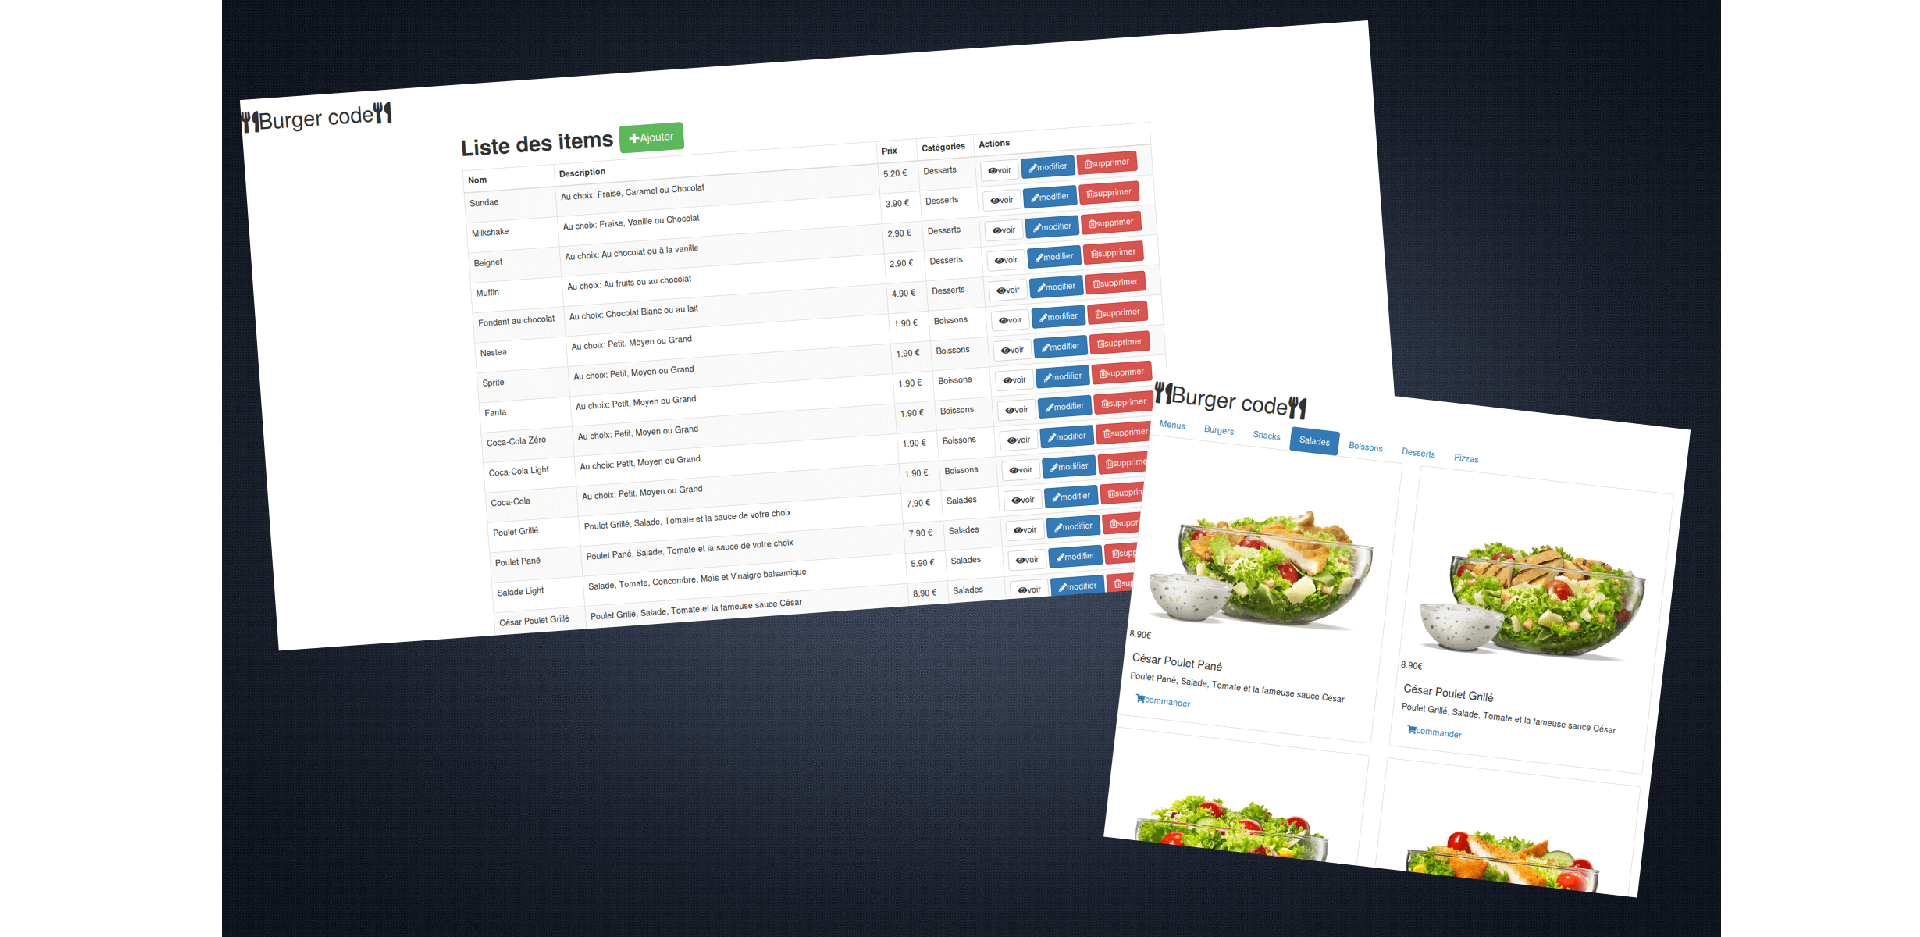 Burger code
Liste des items Ajouter
Nom Description Prix Catégories Actions
Sundae Au choix: Fraise, Caramel ou Chocolat 5.20 € Desserts voir modifier supprimer
Milkshake Au choix: Fraise, Vanille ou Chocolat 3.90 € Desserts voir modifier supprimer
Beignet Au choix: Au chocolat ou à la vanille 2.90 € Desserts voir modifier supprimer
Muffin Au choix: Au fruits ou au chocolat 2.90 € Desserts voir modifier supprimer
Fondant au chocolat Au choix: Chocolat Blanc ou au lait 4.90 € Desserts voir modifier supprimer
Nestea Au choix: Petit, Moyen ou Grand 1.90 € Boissons voir modifier supprimer
Sprite Au choix: Petit, Moyen ou Grand 1.90 € Boissons voir modifier supprimer
Fanta Au choix: Petit, Moyen ou Grand 1.90 € Boissons voir modifier supprimer
Coca-Cola Zéro Au choix: Petit, Moyen ou Grand 1.90 € Boissons voir modifier supprimer
Coca-Cola Light Au choix: Petit, Moyen ou Grand 1.90 € Boissons voir modifier supprimer
Coca-Cola Au choix: Petit, Moyen ou Grand 1.90 € Boissons voir modifier supprime
Poulet Grillé Poulet Grillé, Salade, Tomate et la sauce de votre choix 7.90 € Salades voir modifier supprin
Poulet Pané Poulet Pané, Salade, Tomate et la sauce de votre choix 7.90 € Salades voir modifier suppor
Salade Light Salade, Tomate, Concombre, Maïs et Vinaigre balsamique 5.90 € Salades voir modifier supp
César Poulet Grillé Poulet Grillé, Salade, Tomate et la fameuse sauce César 8.90 € Salades voir modifier sup
Burger code
Menus Burgers Snacks Salades Boissons Desserts Pizzas
8.90€
César Poulet Pané
Poulet Pané, Salade, Tomate et la fameuse sauce César
commander
8.90€
César Poulet Grillé
Poulet Grillé, Salade, Tomate et la fameuse sauce César
commander